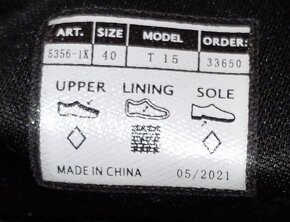 ART. SIZE MODEL ORDER:
5356-1K 40 T 15 33650
UPPER LINING SOLE
MADE IN CHINA 05/2021